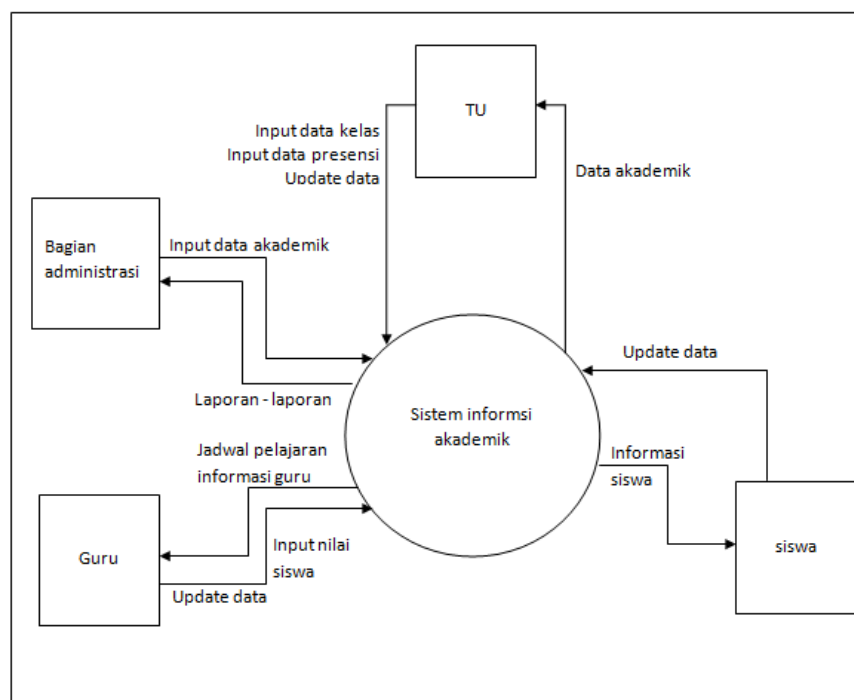 TU
Input data kelas
Input data presensi
Update data
Data akademik
Bagian
administrasi
Input data akademik
Laporan - laporan
Update data
Sistem informsi
akademik
Jadwal pelajaran
informasi guru
Informasi
siswa
Guru
Input nilai
siswa
Update data
siswa